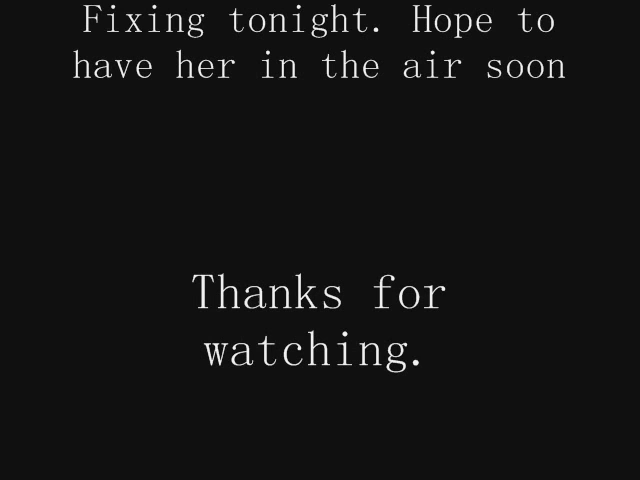 Fixing tonight. Hope to
have her in the air soon
Thanks for
watching.